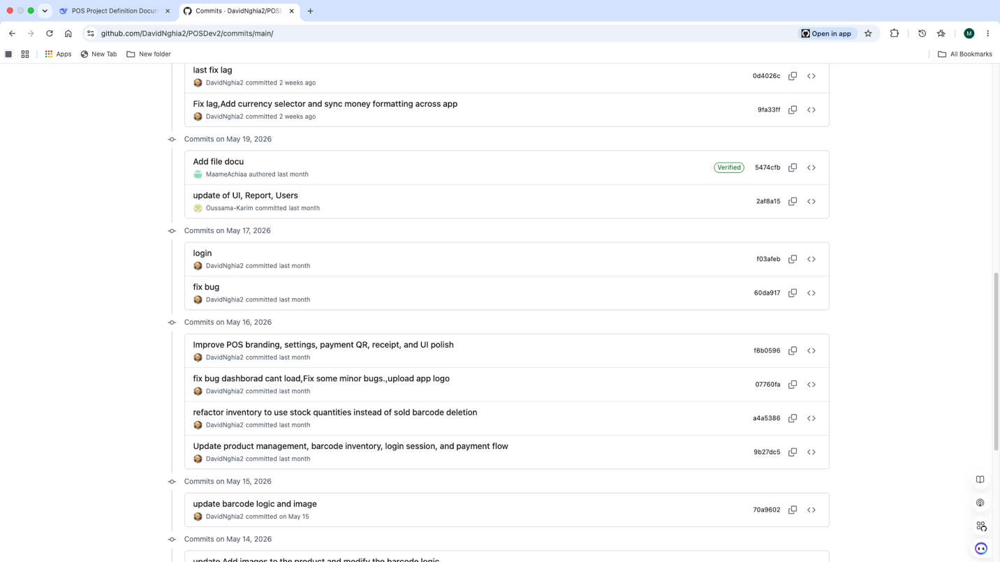 POS Project Definition Docum
Commits · DavidNghia2/POSD
github.com/DavidNghia2/POSDev2/commits/main/
Open in app
M
Apps
New Tab
New folder
All Bookmarks
last fix lag
DavidNghia2 committed 2 weeks ago
0d4026c
Fix lag,Add currency selector and sync money formatting across app
DavidNghia2 committed 2 weeks ago
9fa33ff
Commits on May 19, 2026
Add file docu
MaameAchiaa authored last month
Verified
5474cfb
update of UI, Report, Users
Oussama-Karim committed last month
2af8a15
Commits on May 17, 2026
login
DavidNghia2 committed last month
f03afeb
fix bug
DavidNghia2 committed last month
60da917
Commits on May 16, 2026
Improve POS branding, settings, payment QR, receipt, and UI polish
DavidNghia2 committed last month
f8b0596
fix bug dashborad cant load,Fix some minor bugs.,upload app logo
DavidNghia2 committed last month
07760fa
refactor inventory to use stock quantities instead of sold barcode deletion
DavidNghia2 committed last month
a4a5386
Update product management, barcode inventory, login session, and payment flow
DavidNghia2 committed last month
9b27dc5
Commits on May 15, 2026
update barcode logic and image
DavidNghia2 committed on May 15
70a9602
Commits on May 14, 2026
update Add images to the product and modify the barcode logic